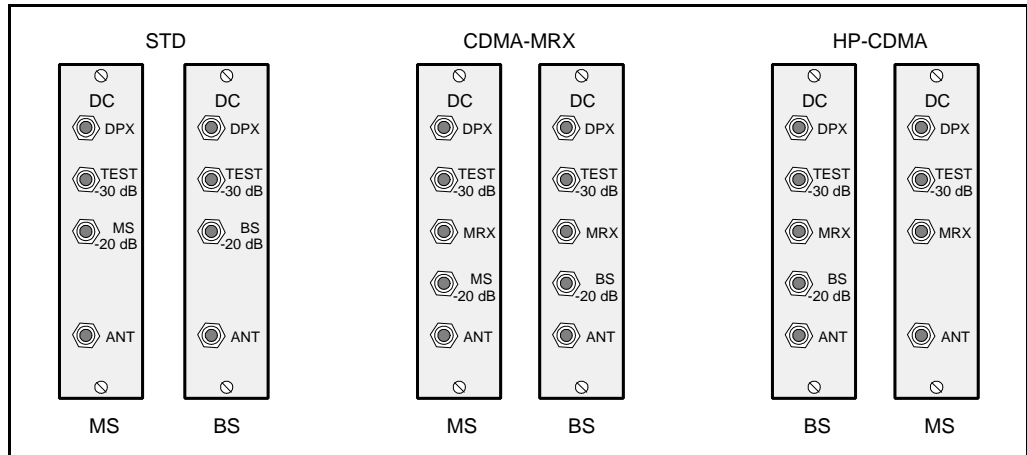 STD
CDMA-MRX
HP-CDMA
DC
DPX
TEST
-30 dB
MS
-20 dB
ANT
MS
DC
DPX
TEST
-30 dB
BS
-20 dB
ANT
BS
DC
DPX
TEST
-30 dB
MRX
MS
-20 dB
ANT
MS
DC
DPX
TEST
-30 dB
MRX
BS
-20 dB
ANT
BS
DC
DPX
TEST
-30 dB
MRX
BS
-20 dB
ANT
BS
DC
DPX
TEST
-30 dB
MRX
ANT
MS